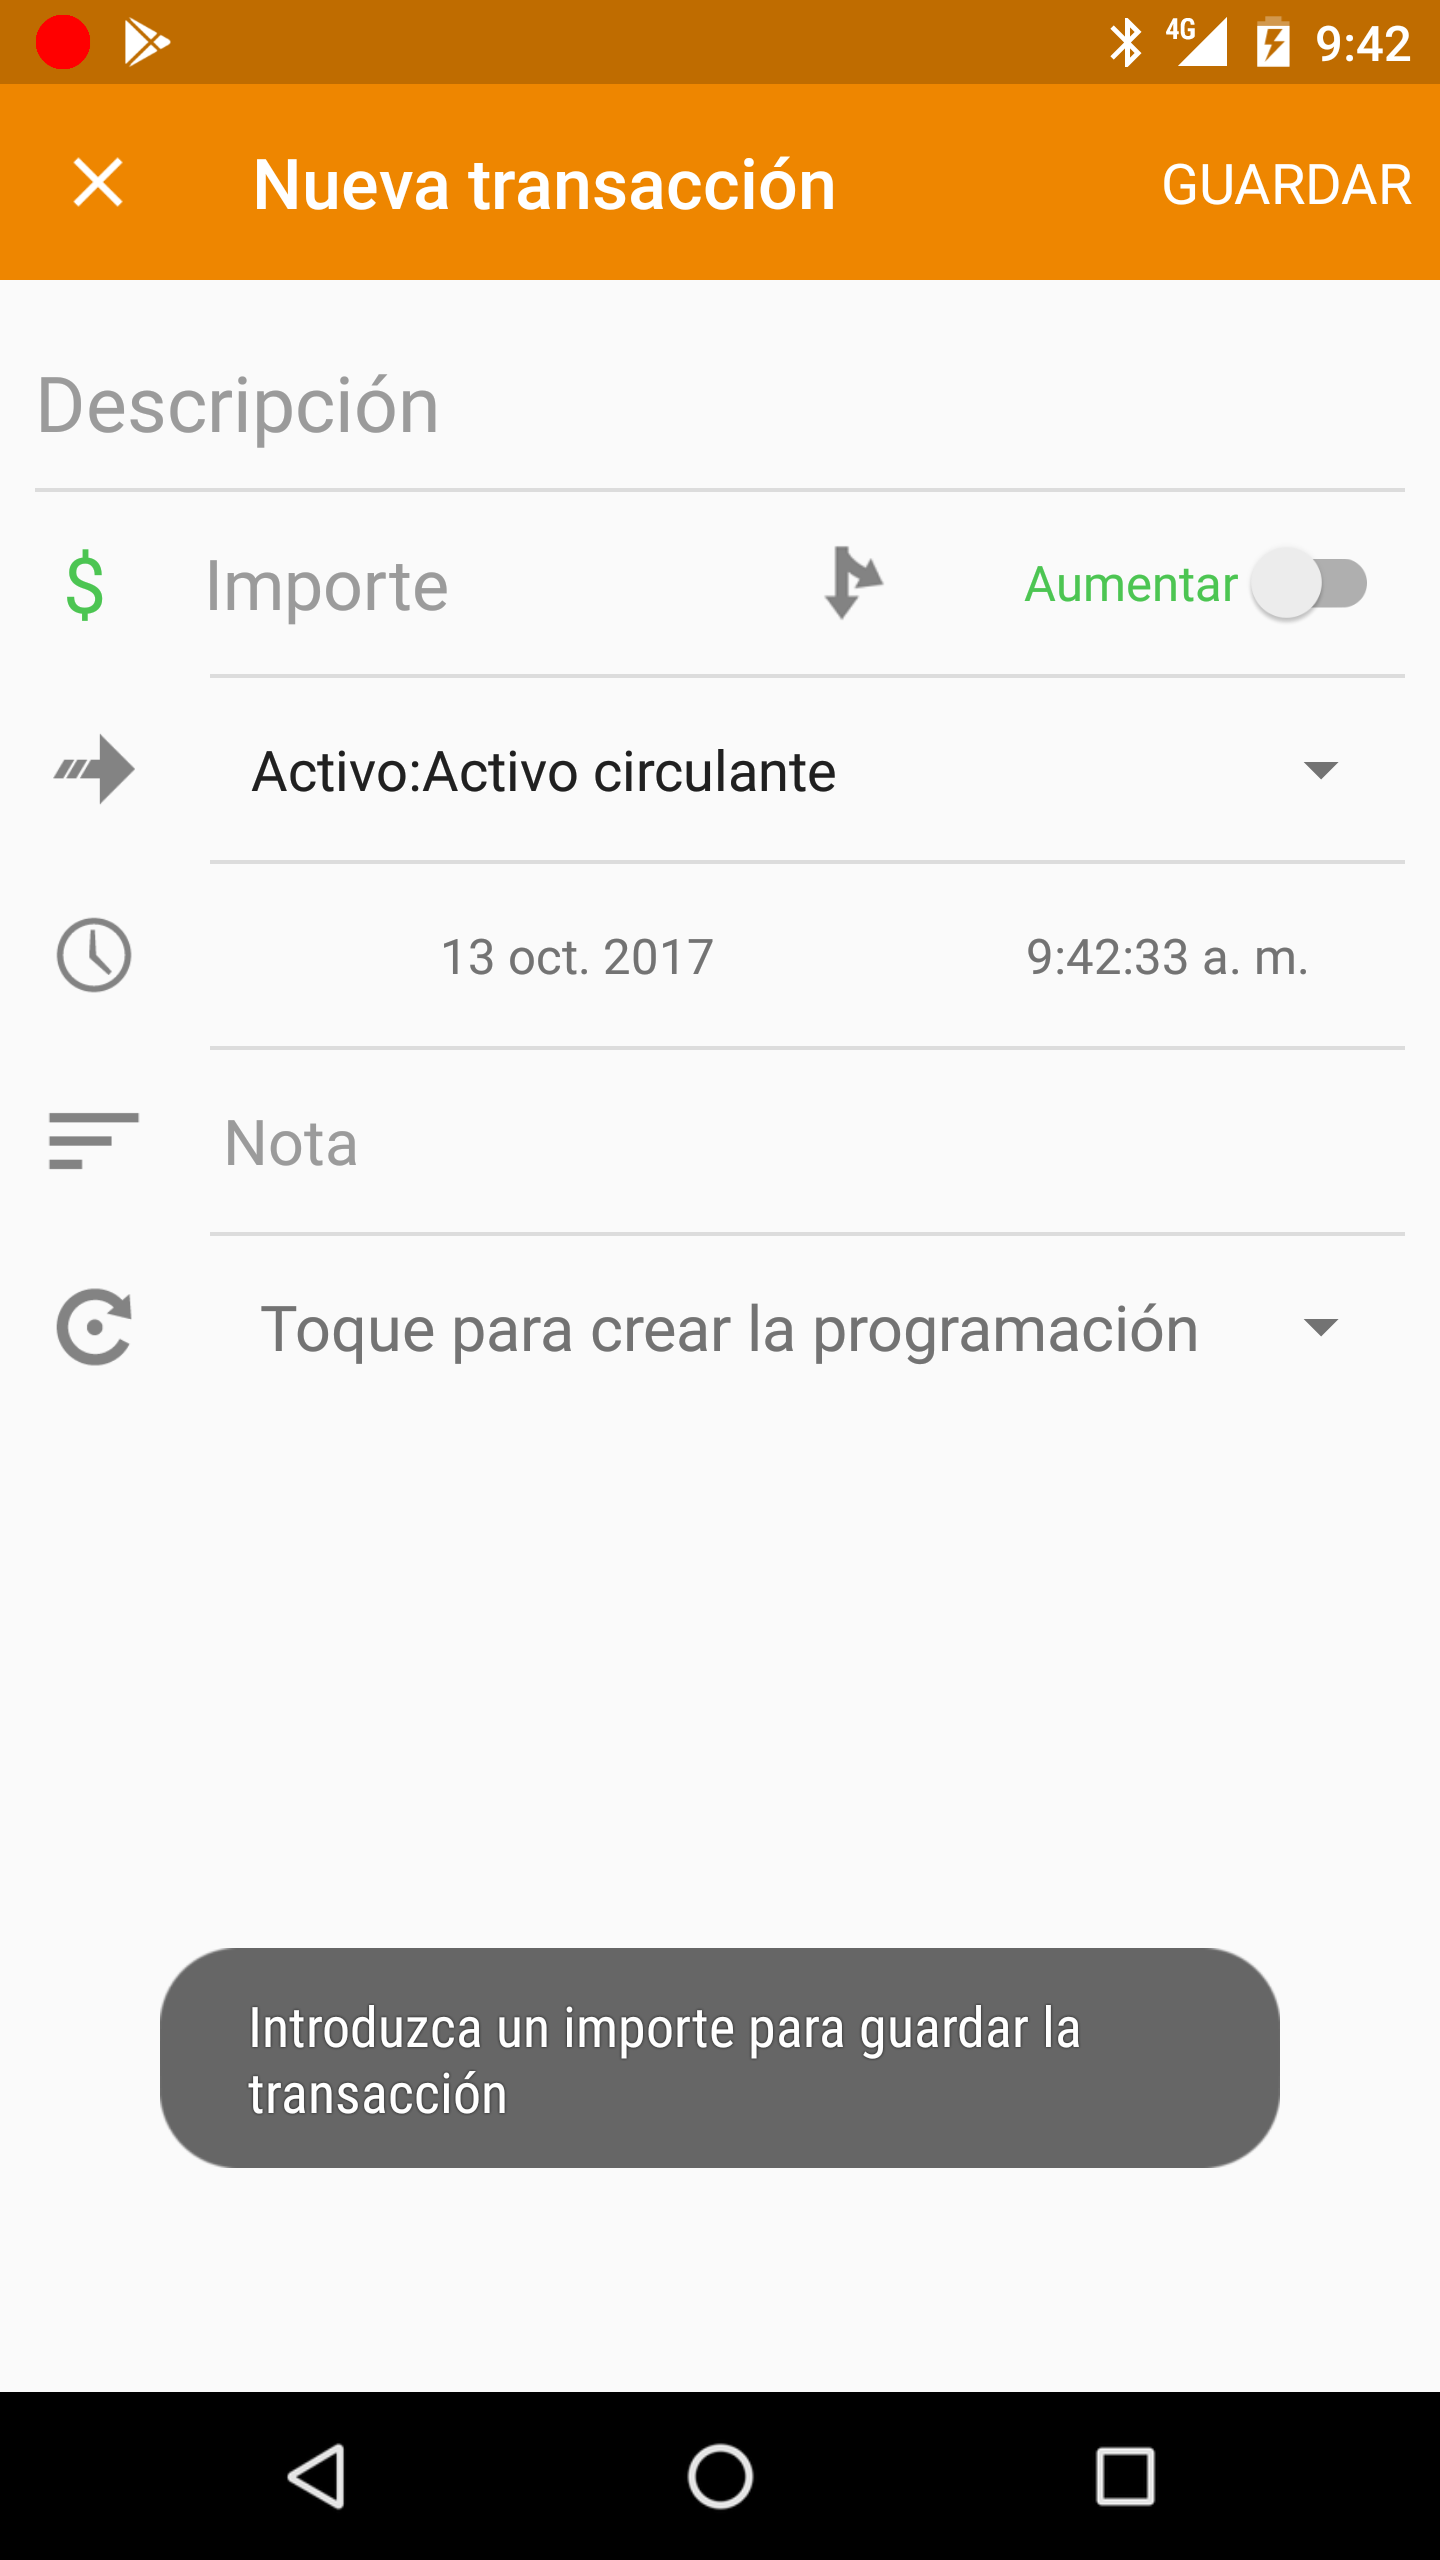 4G 9:42
Nueva transacción GUARDAR
Descripción
$ Importe Aumentar
Activo:Activo circulante
13 oct. 2017 9:42:33 a. m.
Nota
Toque para crear la programación
Introduzca un importe para guardar la
transacción